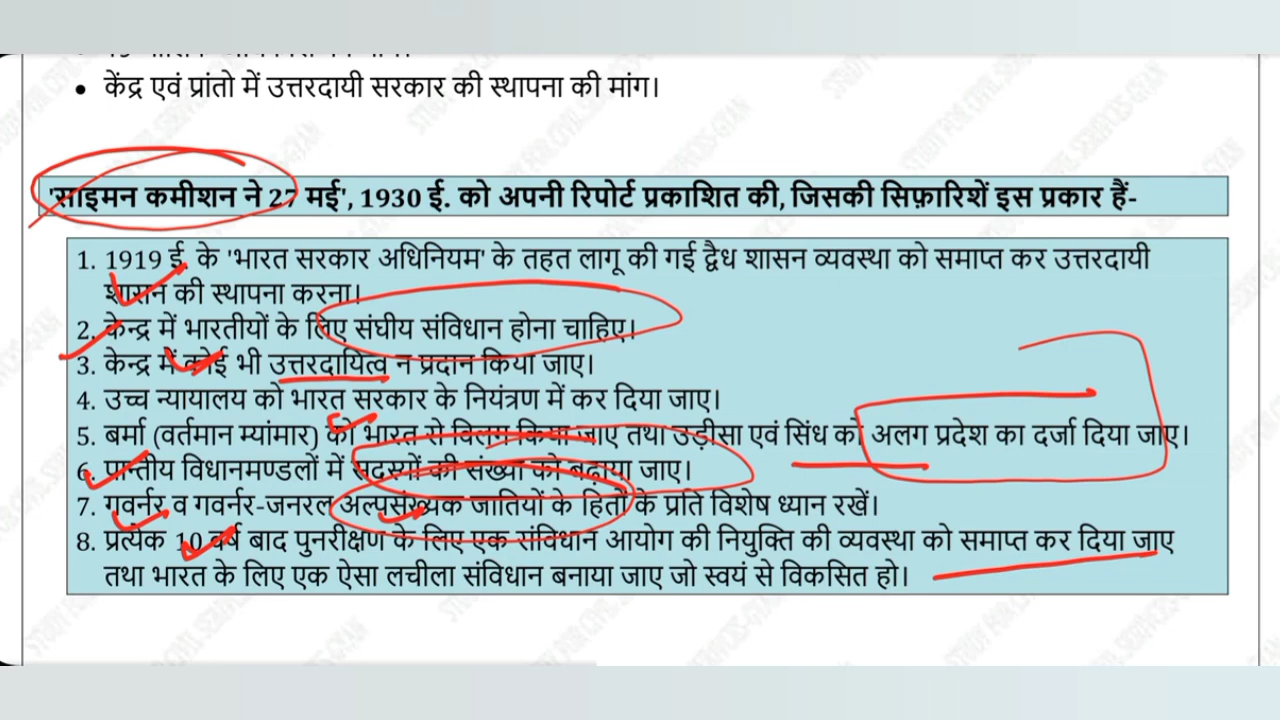 • केंद्र एवं प्रांतो में उत्तरदायी सरकार की स्थापना की मांग।
'साइमन कमीशन ने 27 मई', 1930 ई. को अपनी रिपोर्ट प्रकाशित की, जिसकी सिफ़ारिशें इस प्रकार हैं-
1. 1919 ई. के 'भारत सरकार अधिनियम' के तहत लागू की गई द्वैध शासन व्यवस्था को समाप्त कर उत्तरदायी
शासन की स्थापना करना।
2. केन्द्र में भारतीयों के लिए संघीय संविधान होना चाहिए।
3. केन्द्र में कोई भी उत्तरदायित्व न प्रदान किया जाए।
4. उच्च न्यायालय को भारत सरकार के नियंत्रण में कर दिया जाए।
5. बर्मा (वर्तमान म्यांमार) को भारत से विलग किया जाए तथा उड़ीसा एवं सिंध को अलग प्रदेश का दर्जा दिया जाए।
6. प्रान्तीय विधानमण्डलों में सदस्यों की संख्या को बढ़ाया जाए।
7. गवर्नर व गवर्नर-जनरल अल्पसंख्यक जातियों के हितों के प्रति विशेष ध्यान रखें।
8. प्रत्येक 10 वर्ष बाद पुनरीक्षण के लिए एक संविधान आयोग की नियुक्ति की व्यवस्था को समाप्त कर दिया जाए
तथा भारत के लिए एक ऐसा लचीला संविधान बनाया जाए जो स्वयं से विकसित हो।